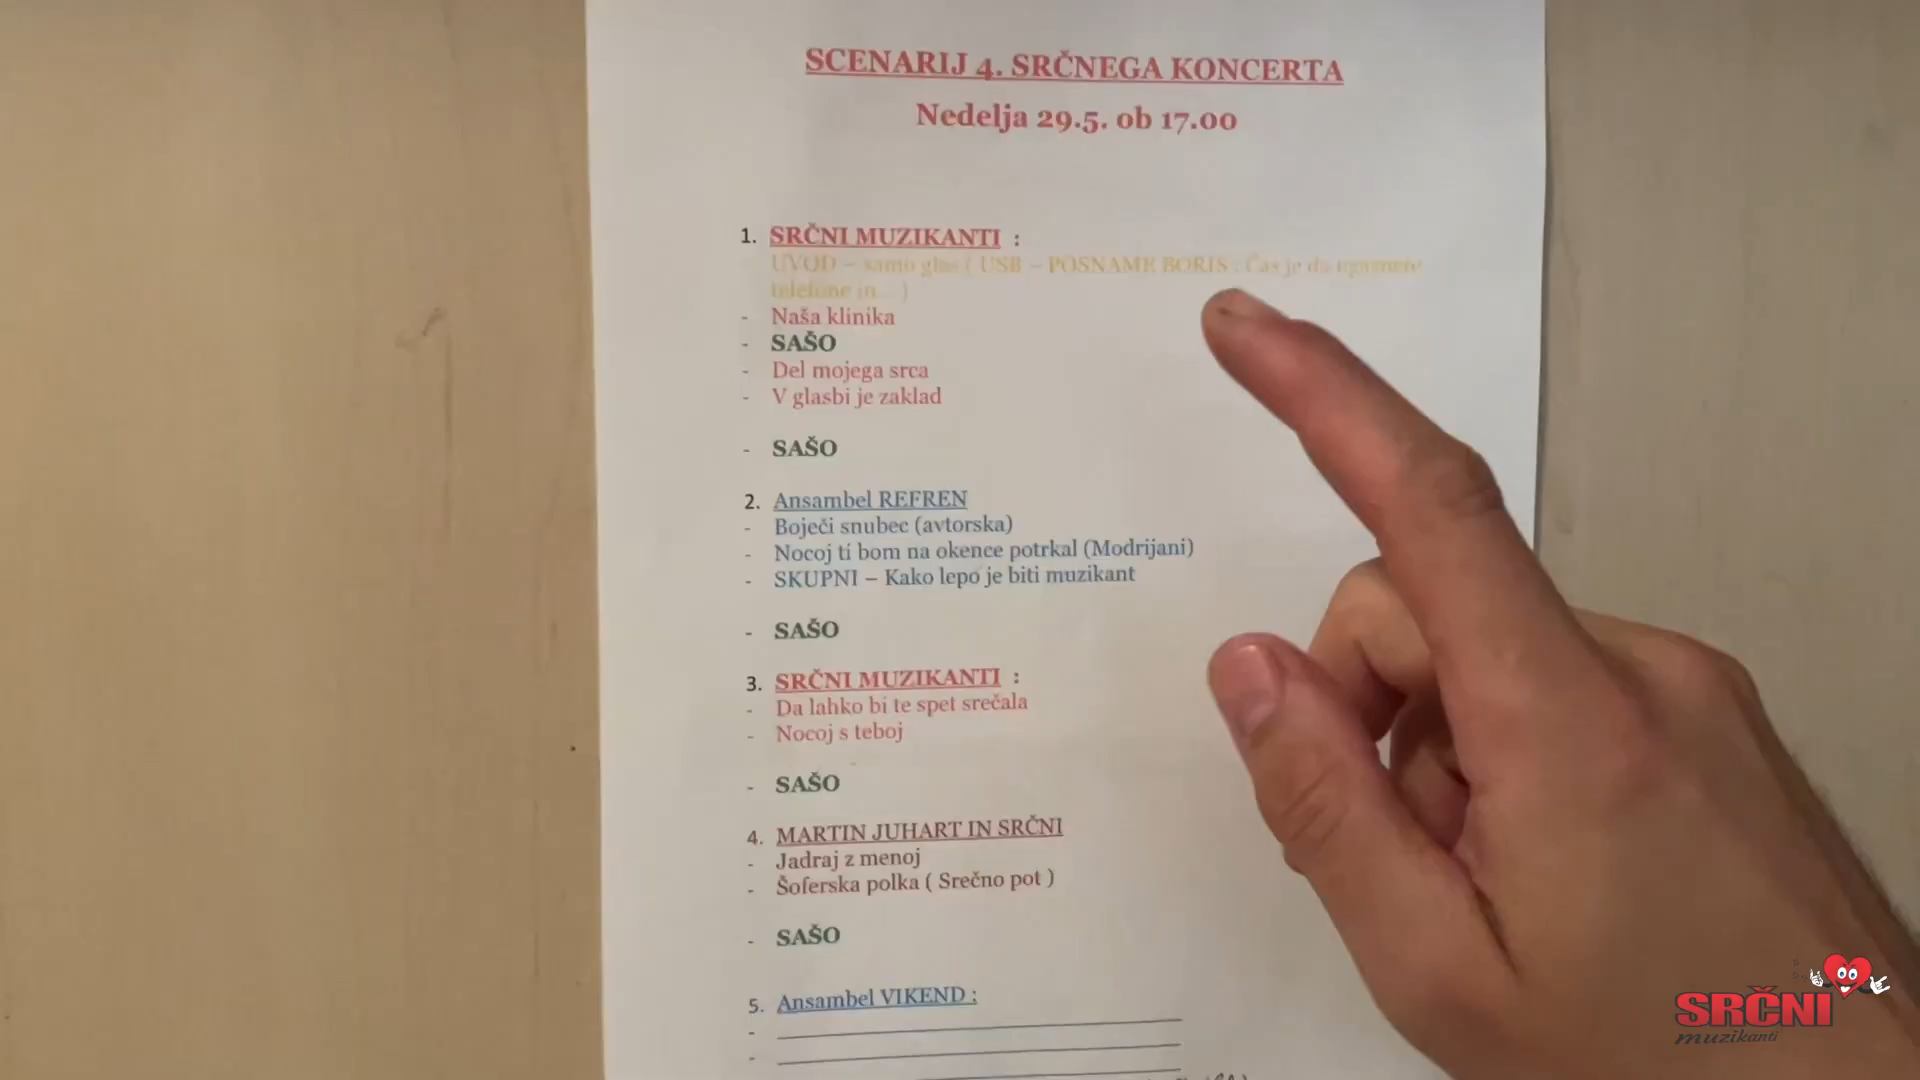 SCENARIJ 4. SRČNEGA KONCERTA
Nedelja 29.5. ob 17.00
1. SRČNI MUZIKANTI :
UVOD – samo glas ( USB – POSNAME BORIS : Čas je da ugasnete
telefone in... )
- Naša klinika
- SAŠO
- Del mojega srca
- V glasbi je zaklad
- SAŠO
2. Ansambel REFREN
- Boječi snubec (avtorska)
- Nocoj ti bom na okence potrkal (Modrijani)
- SKUPNI – Kako lepo je biti muzikant
- SAŠO
3. SRČNI MUZIKANTI :
- Da lahko bi te spet srečala
- Nocoj s teboj
- SAŠO
4. MARTIN JUHART IN SRČNI
- Jadraj z menoj
- Šoferska polka ( Srečno pot )
- SAŠO
5. Ansambel VIKEND :
-
-
SRČNI
muzikanti